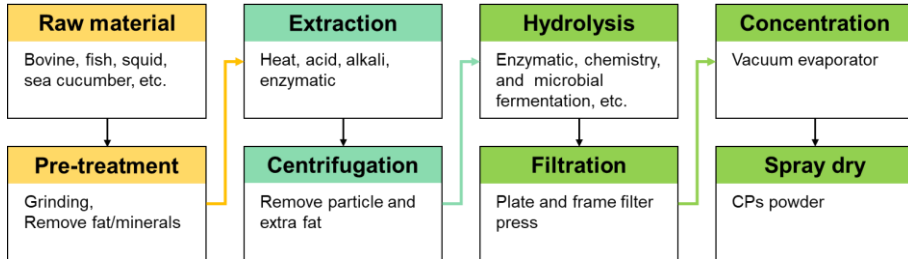 Raw material
Bovine, fish, squid,
sea cucumber, etc.
Pre-treatment
Grinding,
Remove fat/minerals
Extraction
Heat, acid, alkali,
enzymatic
Centrifugation
Remove particle and
extra fat
Hydrolysis
Enzymatic, chemistry,
and microbial
fermentation, etc.
Filtration
Plate and frame filter
press
Concentration
Vacuum evaporator
Spray dry
CPs powder